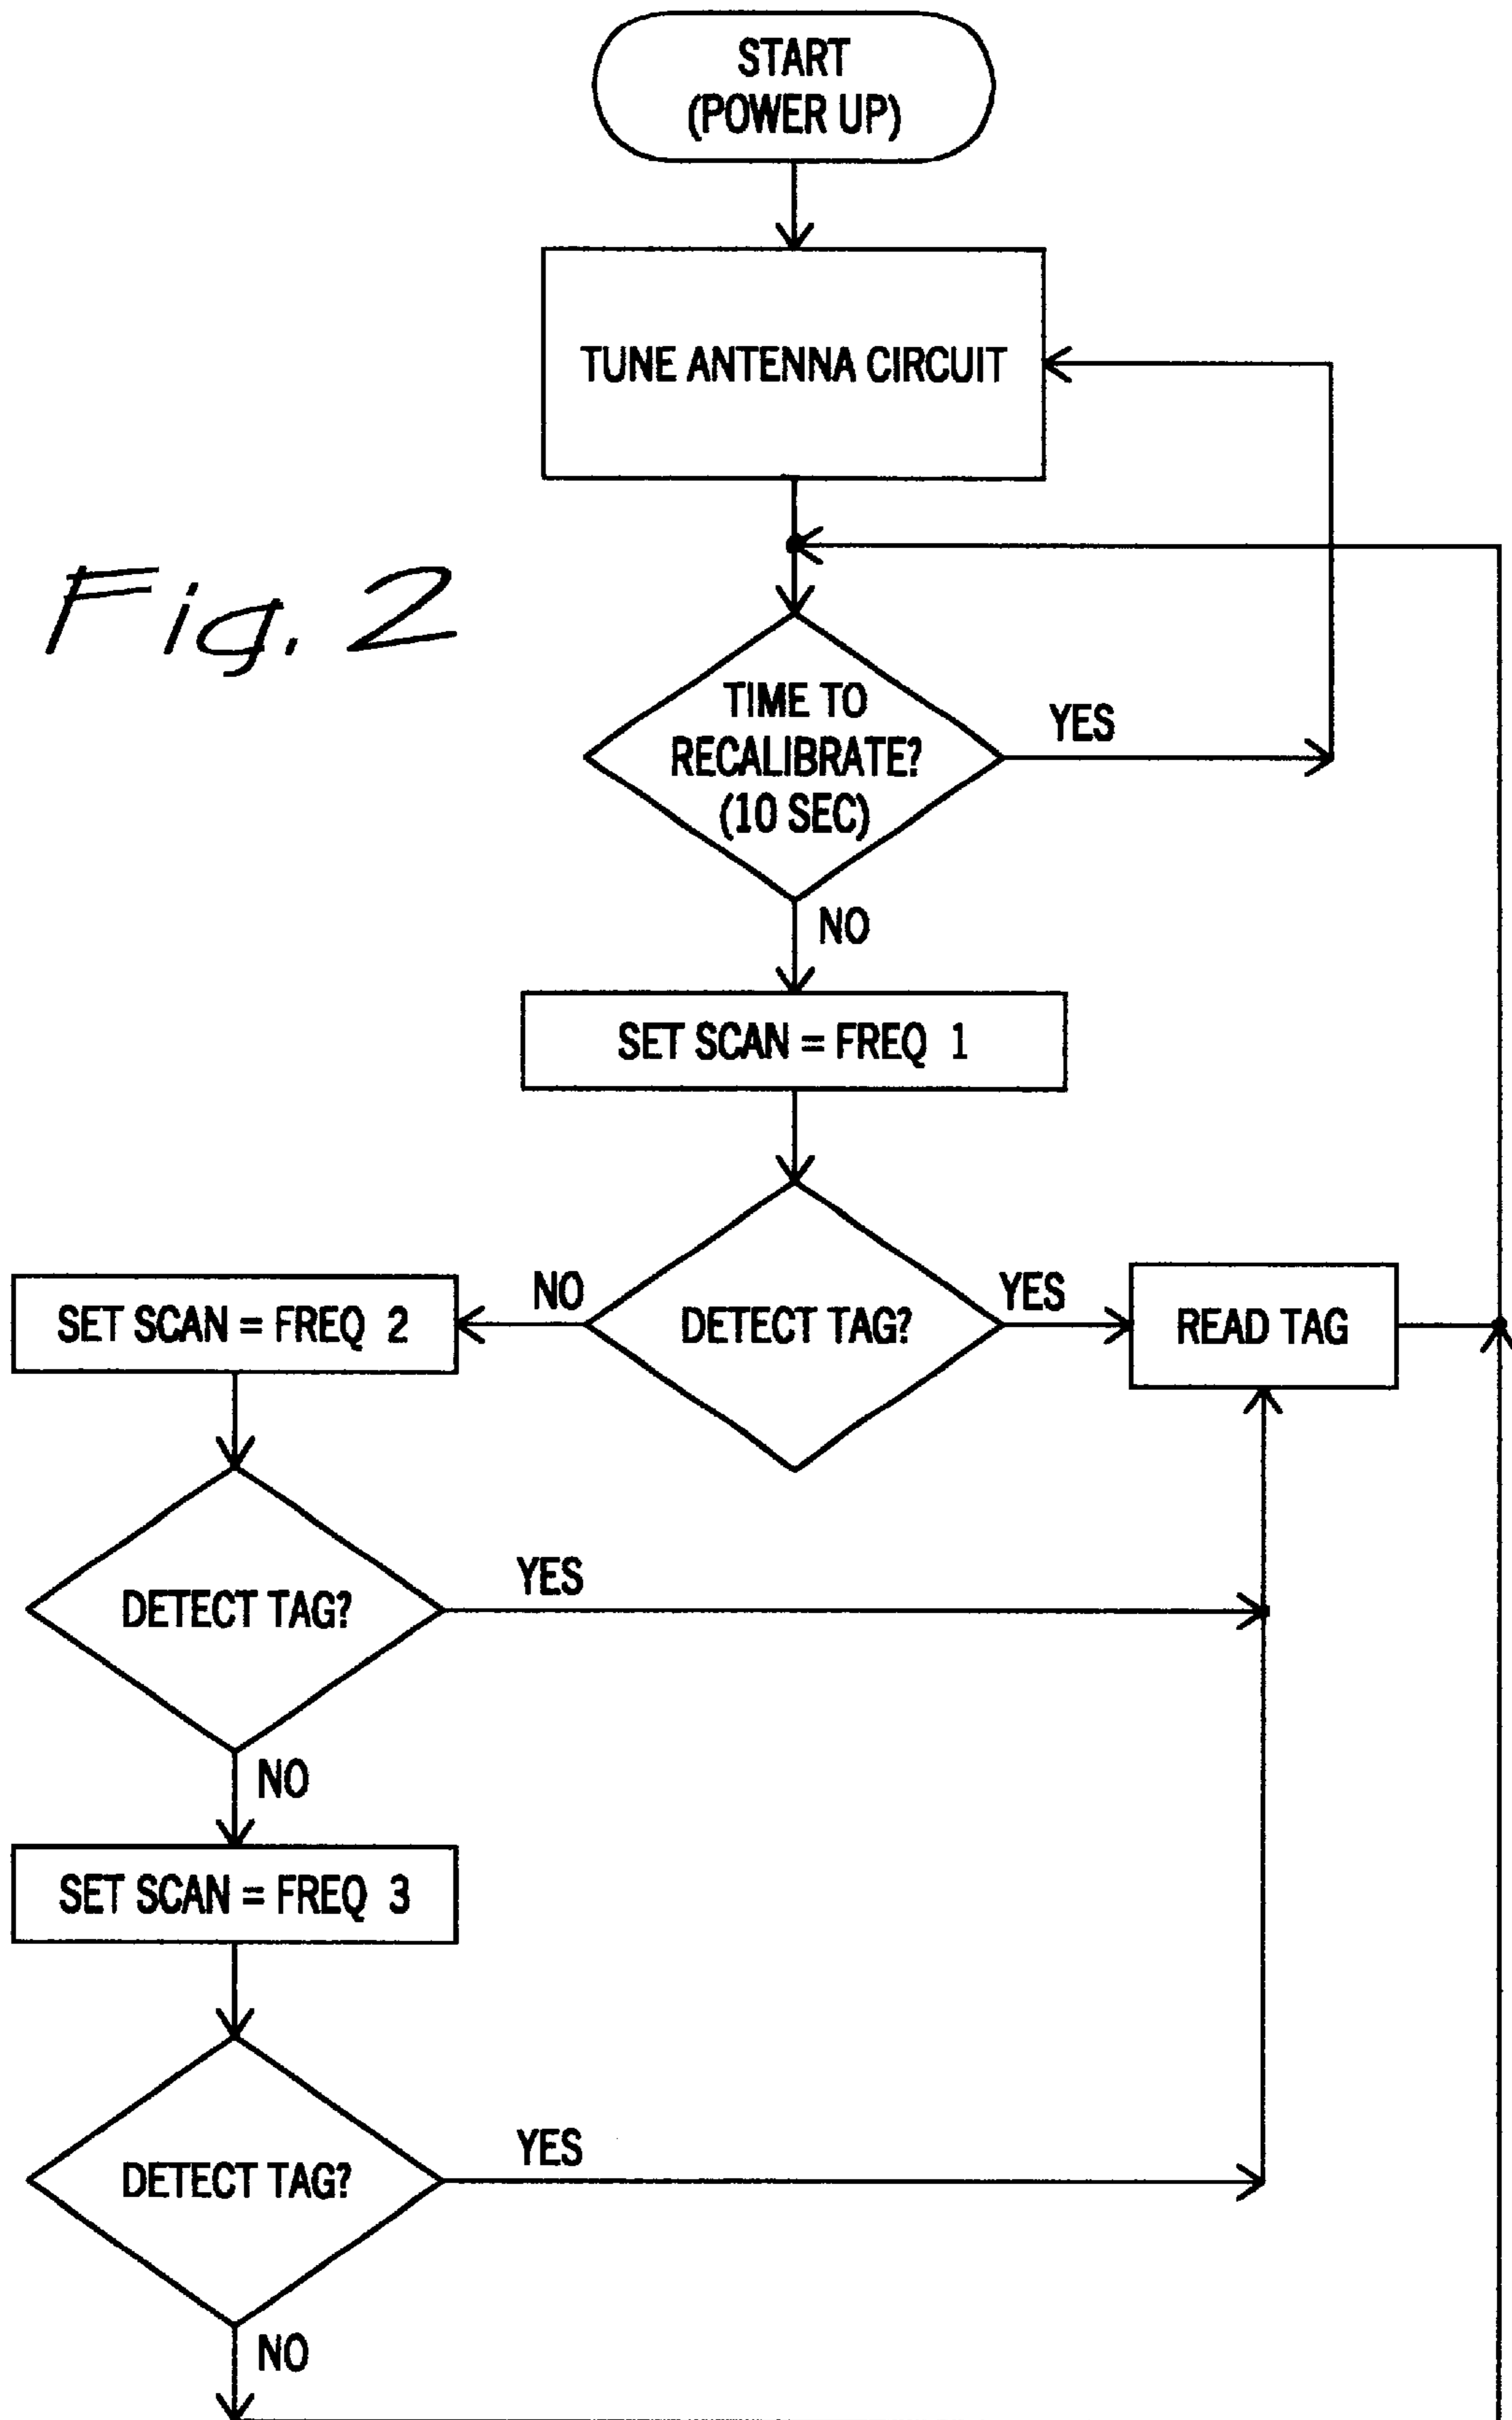 START
(POWER UP)
TUNE ANTENNA CIRCUIT
Fig. 2
TIME TO
RECALIBRATE?
(10 SEC)
YES
NO
SET SCAN = FREQ 1
SET SCAN = FREQ 2
NO
DETECT TAG?
YES
READ TAG
DETECT TAG?
YES
NO
SET SCAN = FREQ 3
DETECT TAG?
YES
NO